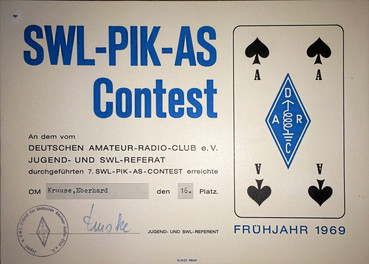 SWL-PIK-AS
Contest
An dem vom
DEUTSCHEN AMATEUR-RADIO-CLUB e.V.
JUGEND- UND SWL-REFERAT
durchgeführten 7. SWL-PIK-AS-CONTEST erreichte
OM Krause, Eberhard den 16. Platz.
JUGEND- UND SWL-REFERENT
A A
D
A R
C
A A
FRÜHJAHR 1969